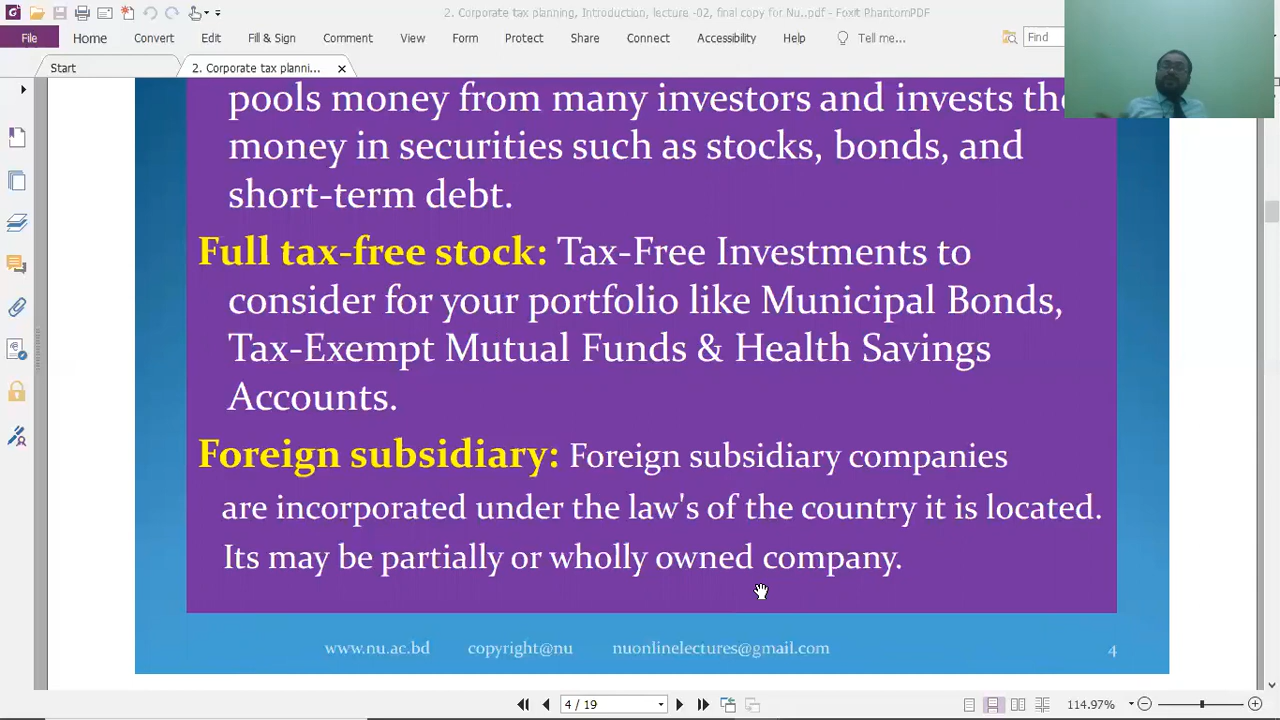 2. Corporate tax planning, Introduction, lecture -02, final copy for Nu..pdf - Foxit PhantomPDF
File Home Convert Edit Fill & Sign Comment View Form Protect Share Connect Accessibility Help Tell me... Find
Start 2. Corporate tax planni...
pools money from many investors and invests the
money in securities such as stocks, bonds, and
short-term debt.
Full tax-free stock: Tax-Free Investments to
consider for your portfolio like Municipal Bonds,
Tax-Exempt Mutual Funds & Health Savings
Accounts.
Foreign subsidiary: Foreign subsidiary companies
are incorporated under the law's of the country it is located.
Its may be partially or wholly owned company.
www.nu.ac.bd copyright@nu nuonlinelectures@gmail.com 4
4 / 19 114.97%